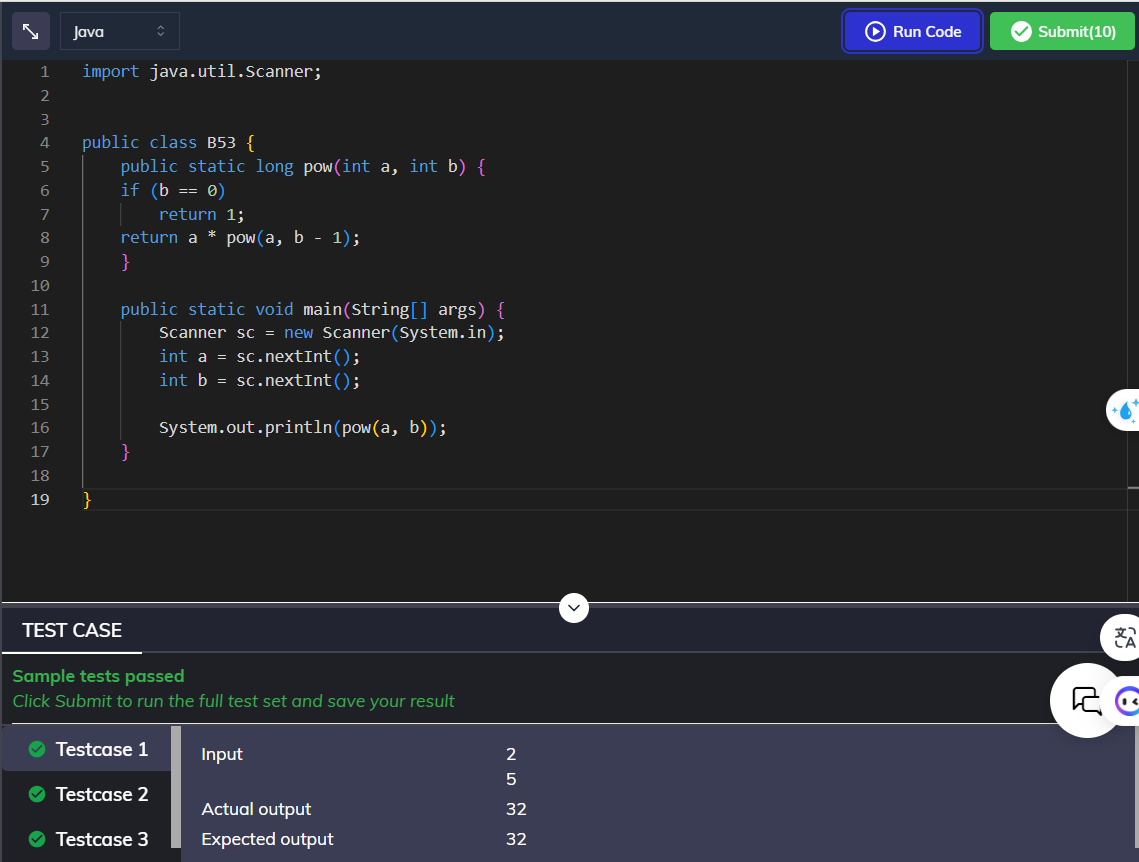 Java
Run Code
Submit(10)
1 import java.util.Scanner;
2
3
4 public class B53 {
5 public static long pow(int a, int b) {
6 if (b == 0)
7 return 1;
8 return a * pow(a, b - 1);
9 }
10
11 public static void main(String[] args) {
12 Scanner sc = new Scanner(System.in);
13 int a = sc.nextInt();
14 int b = sc.nextInt();
15
16 System.out.println(pow(a, b));
17 }
18
19 }
TEST CASE
Sample tests passed
Click Submit to run the full test set and save your result
Testcase 1
Testcase 2
Testcase 3
Input 2
5
Actual output 32
Expected output 32